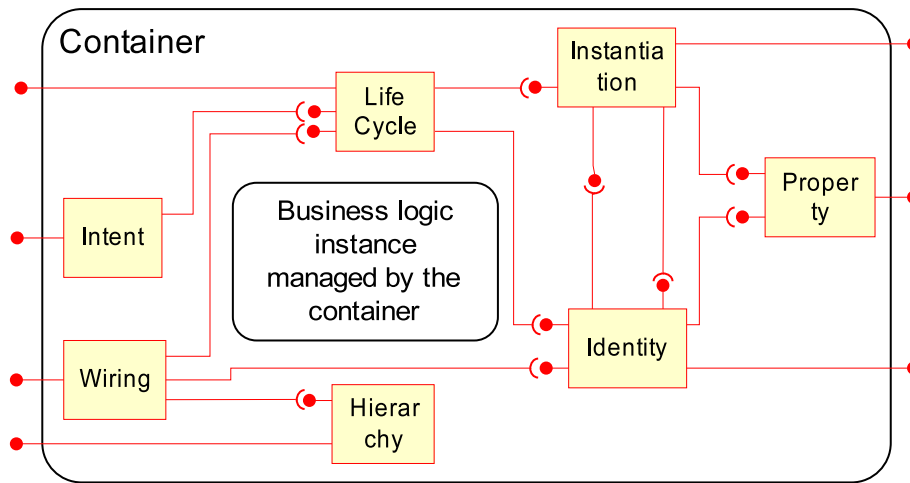 Container
Instantia
tion
Life
Cycle
Proper
ty
Intent
Business logic
instance
managed by the
container
Identity
Wiring
Hierar
chy